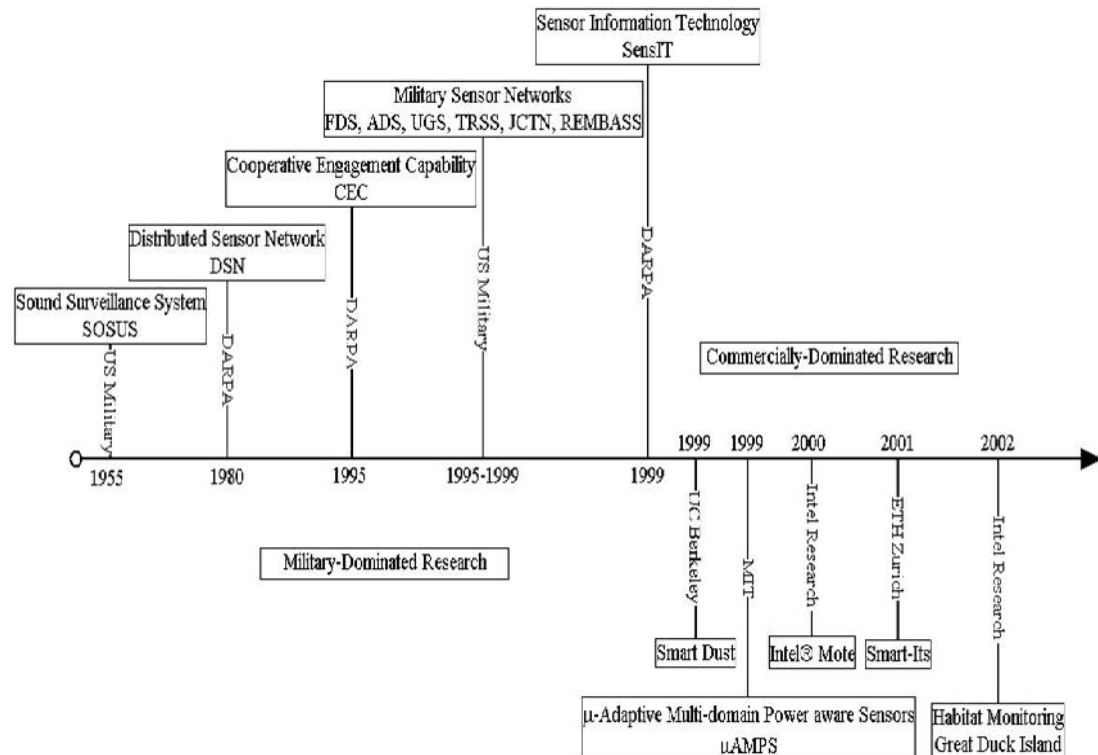 Sensor Information Technology
SensIT
Military Sensor Networks
FDS, ADS, UGS, TRSS, JCTN, REMBASS
Cooperative Engagement Capability
CEC
Distributed Sensor Network
DSN
Sound Surveillance System
SOSUS
US Military
DARPA
DARPA
US Military
DARPA
Commercially-Dominated Research
1955
1980
1995
1995-1999
1999
1999
1999
2000
2001
2002
Military-Dominated Research
UC Berkeley
MIT
Intel Research
ETH Zurich
Intel Research
Smart Dust
Intel® Mote
Smart-Its
μ-Adaptive Multi-domain Power aware Sensors
μAMPS
Habitat Monitoring
Great Duck Island